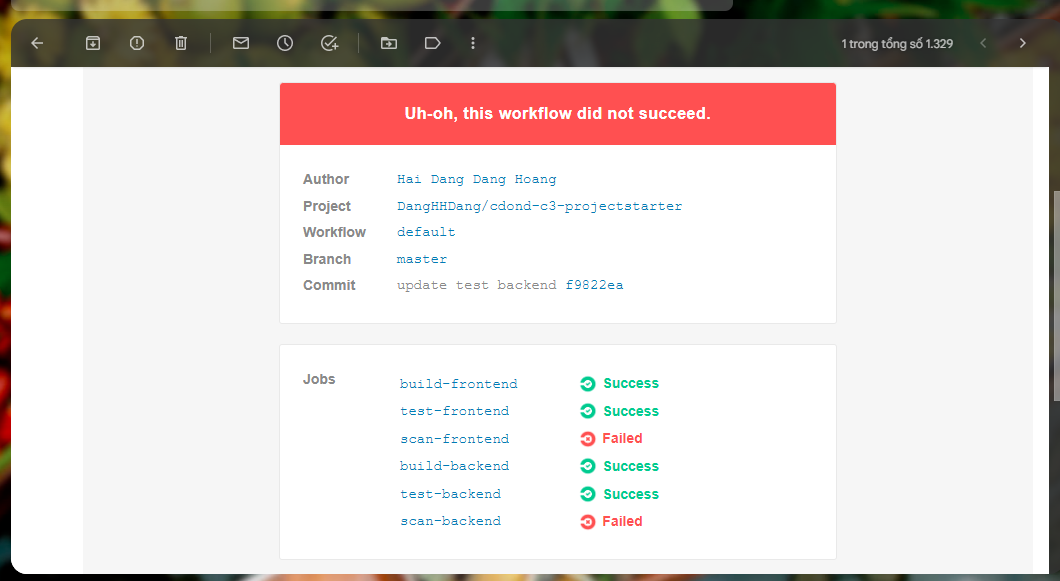 1 trong tổng số 1.329
Uh-oh, this workflow did not succeed.
Author Hai Dang Dang Hoang
Project DangHHDang/cdond-c3-projectstarter
Workflow default
Branch master
Commit update test backend f9822ea
Jobs
build-frontend Success
test-frontend Success
scan-frontend Failed
build-backend Success
test-backend Success
scan-backend Failed